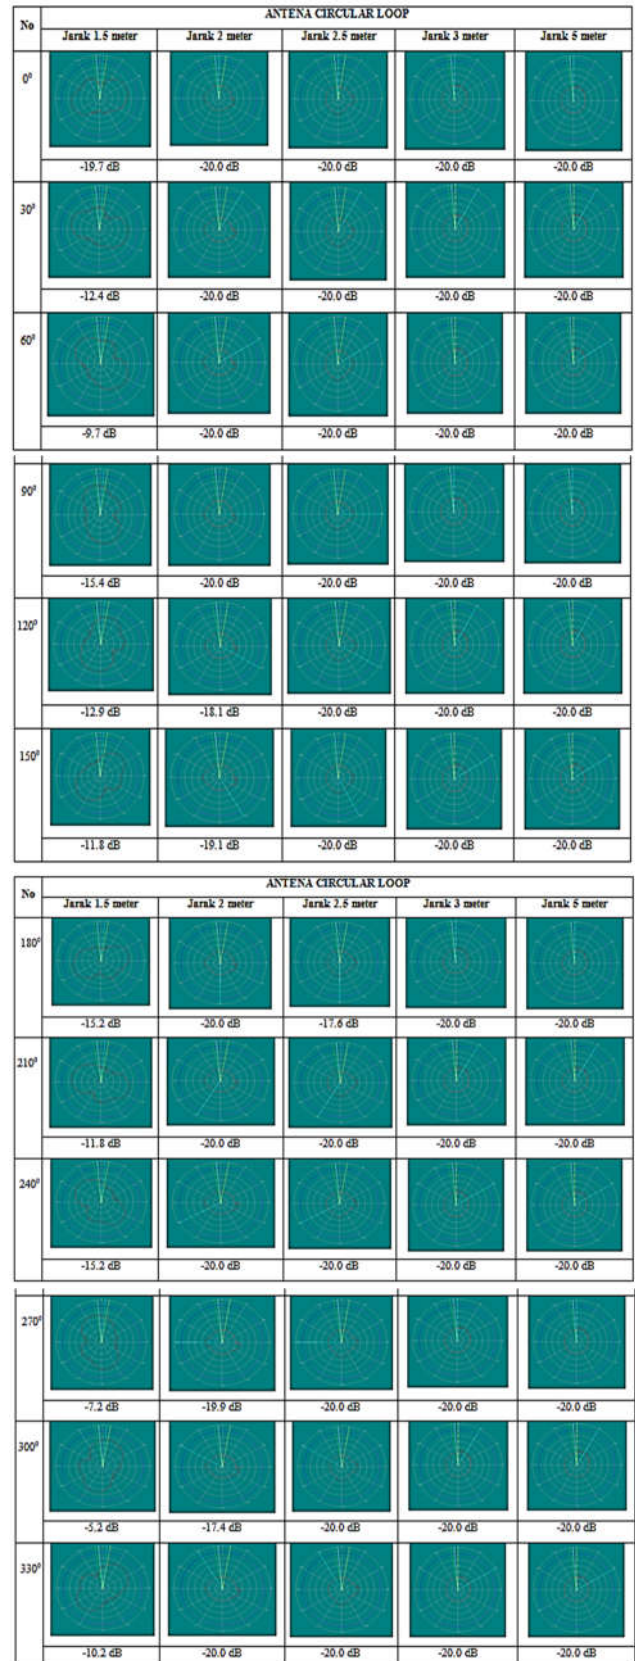 No ANTENA CIRCULAR LOOP
Jarak 1.5 meter Jarak 2 meter Jarak 2.5 meter Jarak 3 meter Jarak 5 meter
0⁰
-19.7 dB -20.0 dB -20.0 dB -20.0 dB -20.0 dB
30⁰
-12.4 dB -20.0 dB -20.0 dB -20.0 dB -20.0 dB
60⁰
-9.7 dB -20.0 dB -20.0 dB -20.0 dB -20.0 dB
90⁰
-15.4 dB -20.0 dB -20.0 dB -20.0 dB -20.0 dB
120⁰
-12.9 dB -18.1 dB -20.0 dB -20.0 dB -20.0 dB
150⁰
-11.8 dB -19.1 dB -20.0 dB -20.0 dB -20.0 dB
No ANTENA CIRCULAR LOOP
Jarak 1.5 meter Jarak 2 meter Jarak 2.5 meter Jarak 3 meter Jarak 5 meter
180⁰
-15.2 dB -20.0 dB -17.6 dB -20.0 dB -20.0 dB
210⁰
-11.8 dB -20.0 dB -20.0 dB -20.0 dB -20.0 dB
240⁰
-15.2 dB -20.0 dB -20.0 dB -20.0 dB -20.0 dB
270⁰
-7.2 dB -19.9 dB -20.0 dB -20.0 dB -20.0 dB
300⁰
-5.2 dB -17.4 dB -20.0 dB -20.0 dB -20.0 dB
330⁰
-10.2 dB -20.0 dB -20.0 dB -20.0 dB -20.0 dB